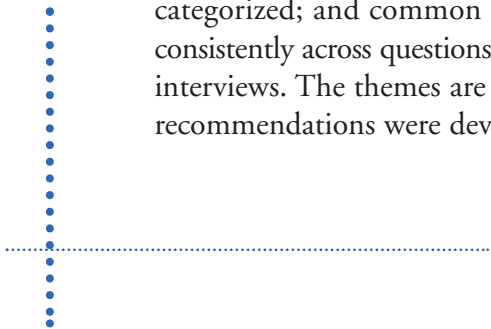 categorized; and common
consistently across questions
interviews. The themes are
recommendations were dev